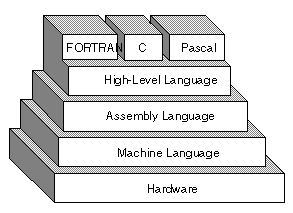 FORTRAN C Pascal
High-Level Language
Assembly Language
Machine Language
Hardware